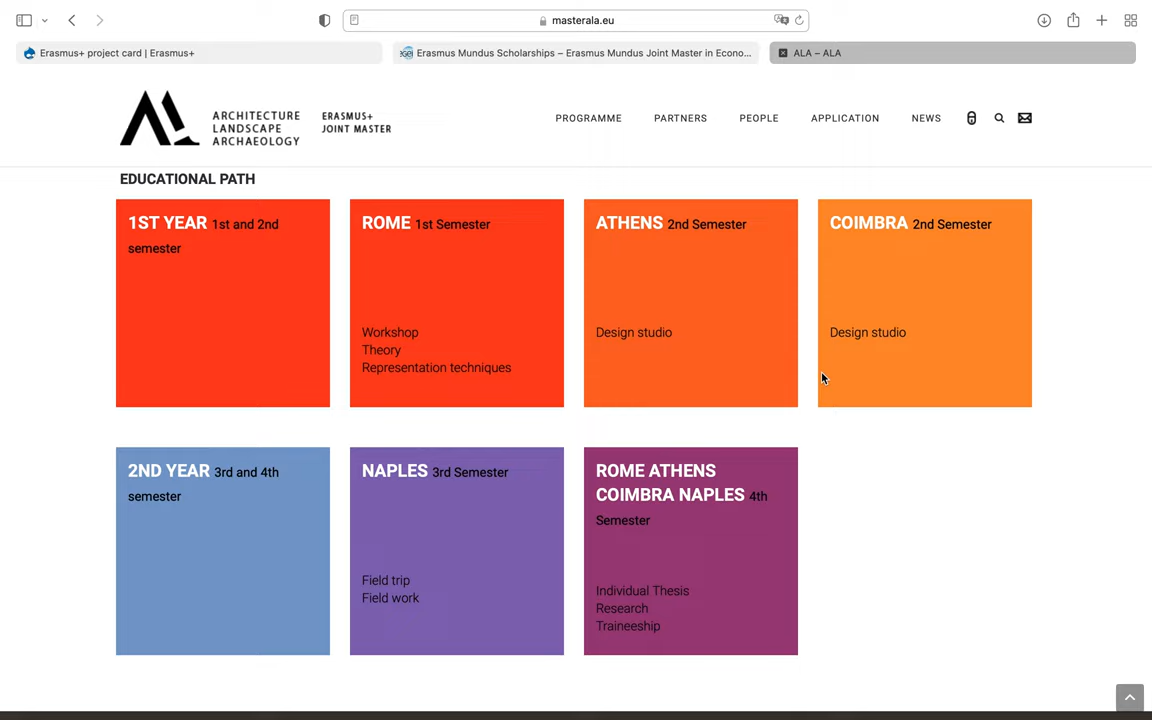 masterala.eu
Erasmus+ project card | Erasmus+
Erasmus Mundus Scholarships – Erasmus Mundus Joint Master in Econo...
ALA – ALA
ARCHITECTURE
LANDSCAPE
ARCHAEOLOGY
ERASMUS+
JOINT MASTER
PROGRAMME
PARTNERS
PEOPLE
APPLICATION
NEWS
EDUCATIONAL PATH
1ST YEAR 1st and 2nd
semester
ROME 1st Semester
Workshop
Theory
Representation techniques
ATHENS 2nd Semester
Design studio
COIMBRA 2nd Semester
Design studio
2ND YEAR 3rd and 4th
semester
NAPLES 3rd Semester
Field trip
Field work
ROME ATHENS
COIMBRA NAPLES 4th
Semester
Individual Thesis
Research
Traineeship